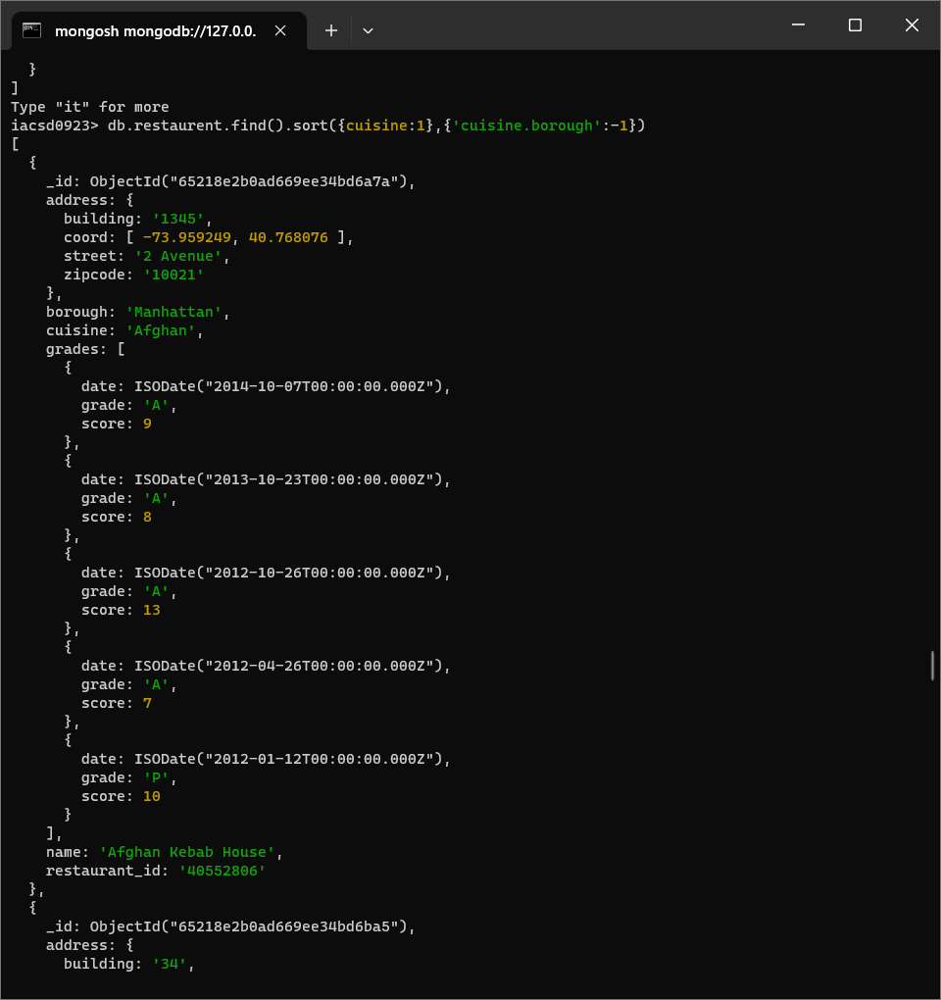 mongosh mongodb://127.0.0.
  }
]
Type "it" for more
iacsd0923> db.restaurent.find().sort({cuisine:1},{'cuisine.borough':-1})
[
  {
    _id: ObjectId("65218e2b0ad669ee34bd6a7a"),
    address: {
      building: '1345',
      coord: [ -73.959249, 40.768076 ],
      street: '2 Avenue',
      zipcode: '10021'
    },
    borough: 'Manhattan',
    cuisine: 'Afghan',
    grades: [
      {
        date: ISODate("2014-10-07T00:00:00.000Z"),
        grade: 'A',
        score: 9
      },
      {
        date: ISODate("2013-10-23T00:00:00.000Z"),
        grade: 'A',
        score: 8
      },
      {
        date: ISODate("2012-10-26T00:00:00.000Z"),
        grade: 'A',
        score: 13
      },
      {
        date: ISODate("2012-04-26T00:00:00.000Z"),
        grade: 'A',
        score: 7
      },
      {
        date: ISODate("2012-01-12T00:00:00.000Z"),
        grade: 'P',
        score: 10
      }
    ],
    name: 'Afghan Kebab House',
    restaurant_id: '40552806'
  },
  {
    _id: ObjectId("65218e2b0ad669ee34bd6ba5"),
    address: {
      building: '34',